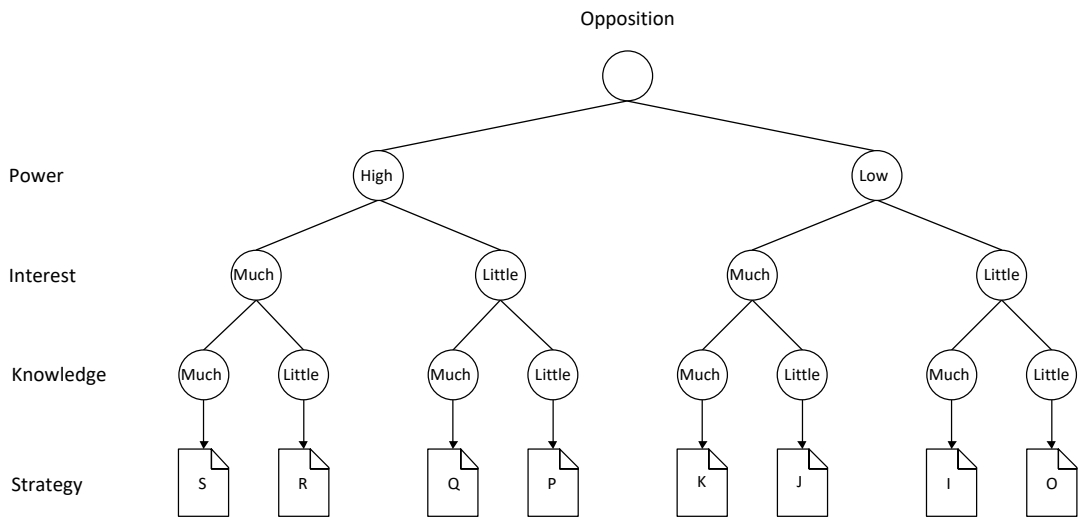 Opposition
Power
High
Low
Interest
Much
Little
Much
Little
Knowledge
Much
Little
Much
Little
Much
Little
Much
Little
Strategy
S
R
Q
P
K
J
I
O